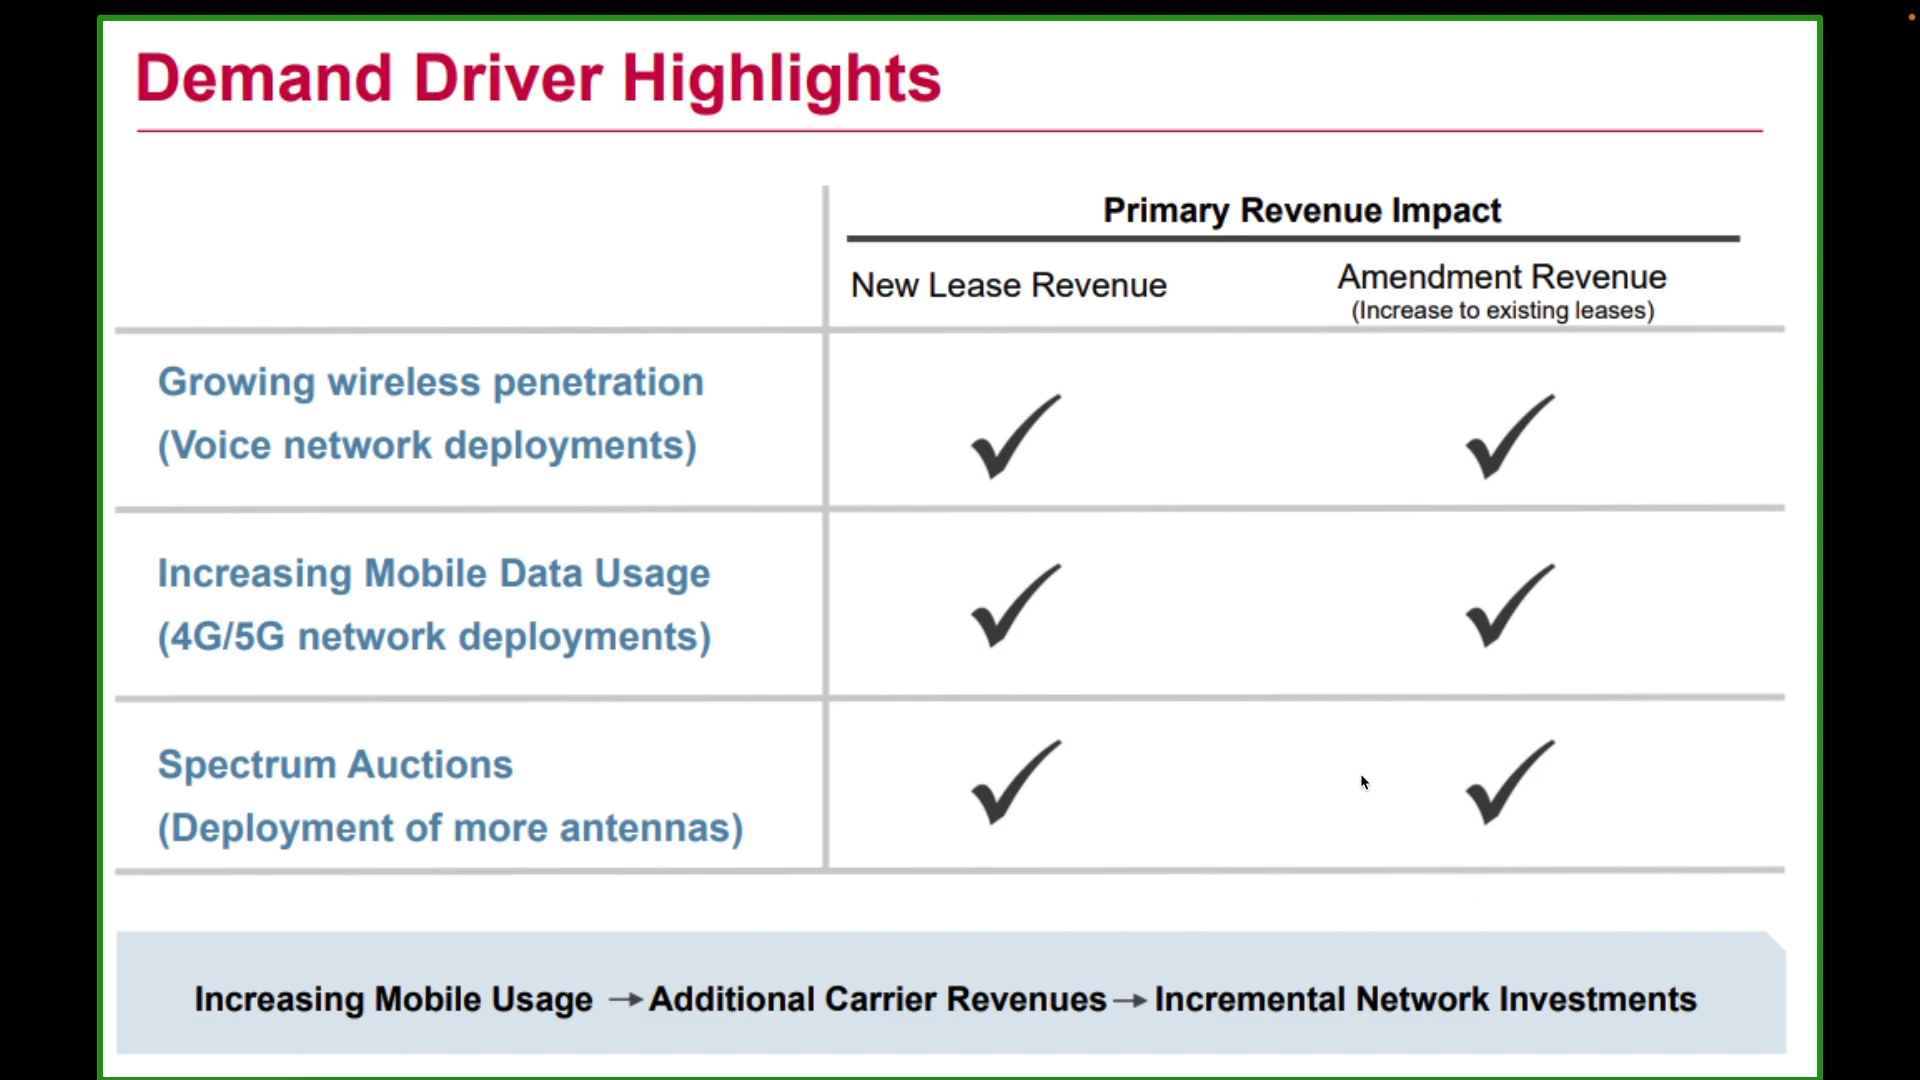 Demand Driver Highlights
Primary Revenue Impact
New Lease Revenue
Amendment Revenue
(Increase to existing leases)
Growing wireless penetration
(Voice network deployments)
Increasing Mobile Data Usage
(4G/5G network deployments)
Spectrum Auctions
(Deployment of more antennas)
Increasing Mobile Usage → Additional Carrier Revenues → Incremental Network Investments